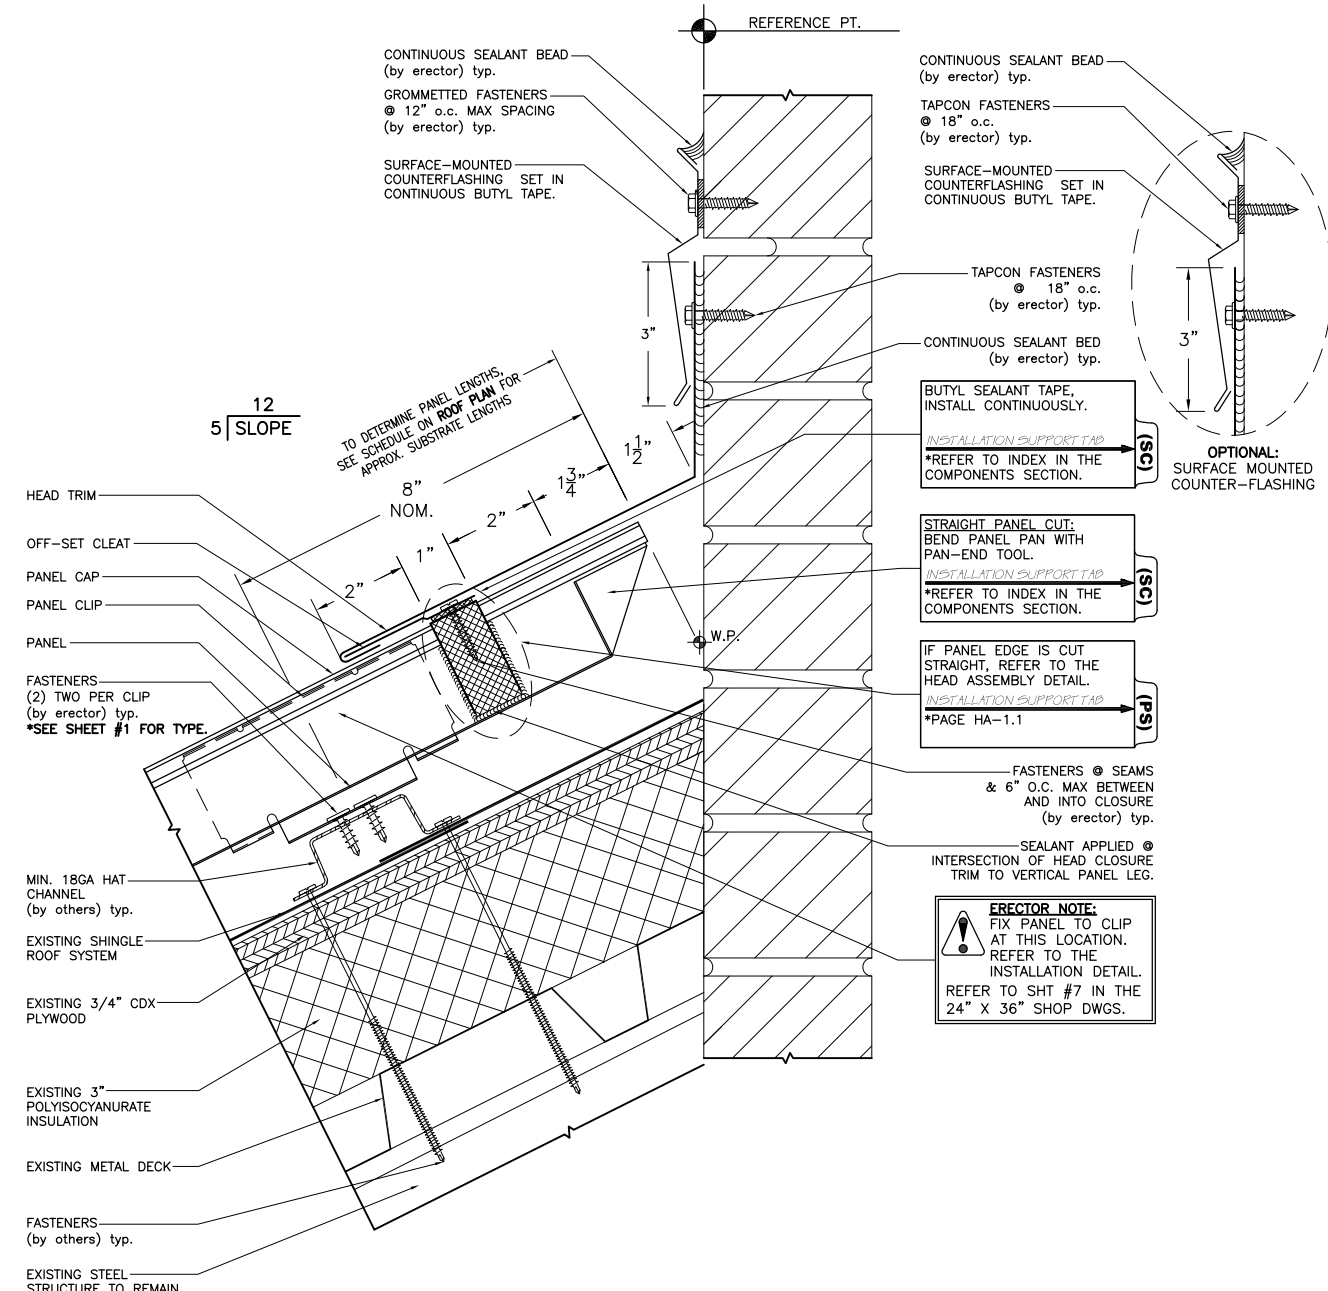 REFERENCE PT.
CONTINUOUS SEALANT BEAD
(by erector) typ.
GROMMETTED FASTENERS
@ 12" o.c. MAX SPACING
(by erector) typ.
SURFACE-MOUNTED
COUNTERFLASHING SET IN
CONTINUOUS BUTYL TAPE.
CONTINUOUS SEALANT BEAD
(by erector) typ.
TAPCON FASTENERS
@ 18" o.c.
(by erector) typ.
SURFACE-MOUNTED
COUNTERFLASHING SET IN
CONTINUOUS BUTYL TAPE.
3"
OPTIONAL:
SURFACE MOUNTED
COUNTER-FLASHING
TAPCON FASTENERS
@ 18" o.c.
(by erector) typ.
CONTINUOUS SEALANT BED
(by erector) typ.
3"
12
5 SLOPE
TO DETERMINE PANEL LENGTHS,
SEE SCHEDULE ON ROOF PLAN FOR
APPROX. SUBSTRATE LENGTHS
8"
NOM.
1 1/2"
1 3/4"
2"
1"
2"
W.P.
BUTYL SEALANT TAPE,
INSTALL CONTINUOUSLY.
INSTALLATION SUPPORT TAB
*REFER TO INDEX IN THE
COMPONENTS SECTION.
(SC)
STRAIGHT PANEL CUT:
BEND PANEL PAN WITH
PAN-END TOOL.
INSTALLATION SUPPORT TAB
*REFER TO INDEX IN THE
COMPONENTS SECTION.
(SC)
IF PANEL EDGE IS CUT
STRAIGHT, REFER TO THE
HEAD ASSEMBLY DETAIL.
INSTALLATION SUPPORT TAB
*PAGE HA-1.1
(PS)
FASTENERS @ SEAMS
& 6" O.C. MAX BETWEEN
AND INTO CLOSURE
(by erector) typ.
SEALANT APPLIED @
INTERSECTION OF HEAD CLOSURE
TRIM TO VERTICAL PANEL LEG.
ERECTOR NOTE:
FIX PANEL TO CLIP
AT THIS LOCATION.
REFER TO THE
INSTALLATION DETAIL.
REFER TO SHT #7 IN THE
24" X 36" SHOP DWGS.
HEAD TRIM
OFF-SET CLEAT
PANEL CAP
PANEL CLIP
PANEL
FASTENERS
(2) TWO PER CLIP
(by erector) typ.
*SEE SHEET #1 FOR TYPE.
MIN. 18GA HAT
CHANNEL
(by others) typ.
EXISTING SHINGLE
ROOF SYSTEM
EXISTING 3/4" CDX
PLYWOOD
EXISTING 3"
POLYISOCYANURATE
INSULATION
EXISTING METAL DECK
FASTENERS
(by others) typ.
EXISTING STEEL
STRUCTURE TO REMAIN